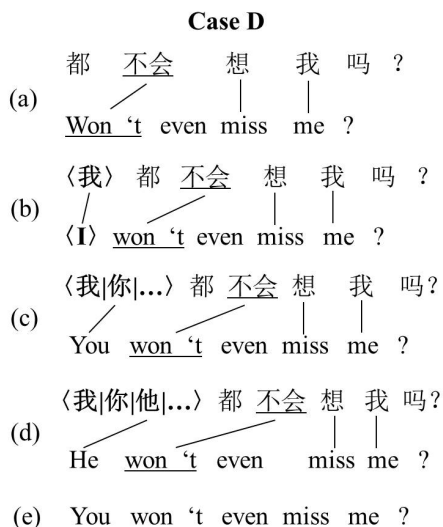 Case D
都 不会 想 我 吗 ?
(a)
Won ‘t even miss me ?
〈我〉 都 不会 想 我 吗 ?
(b)
〈I〉 won ‘t even miss me ?
〈我|你|...〉 都 不会 想 我 吗?
(c)
You won ‘t even miss me ?
〈我|你|他|...〉 都 不会 想 我 吗?
(d)
He won ‘t even miss me ?
(e) You won ‘t even miss me ?